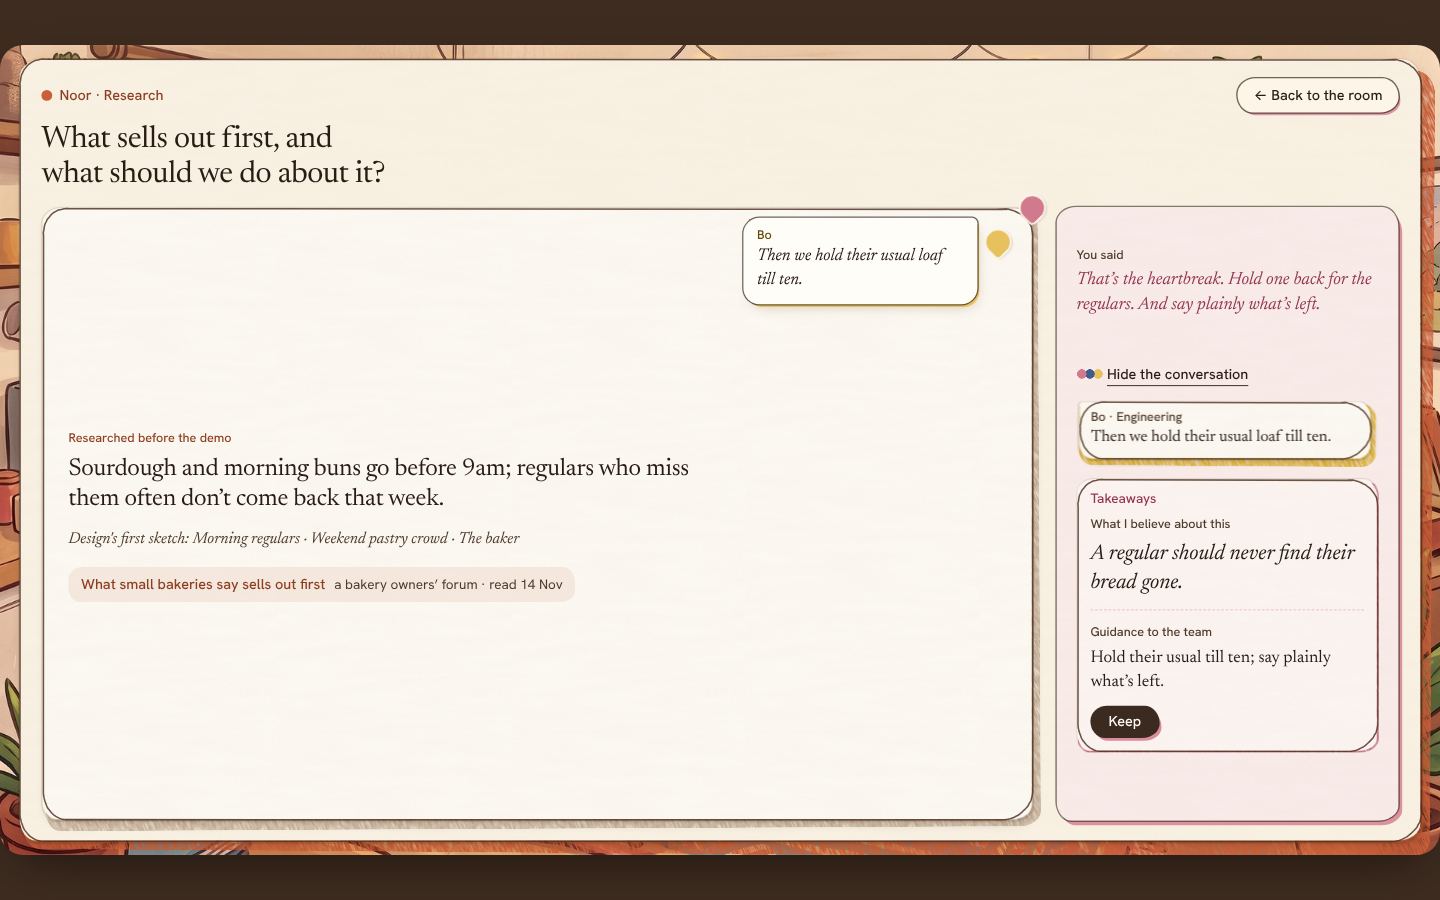 Noor · Research
← Back to the room
What sells out first, and
what should we do about it?
Bo
Then we hold their usual loaf
till ten.
Researched before the demo
Sourdough and morning buns go before 9am; regulars who miss
them often don’t come back that week.
Design’s first sketch: Morning regulars · Weekend pastry crowd · The baker
What small bakeries say sells out first a bakery owners’ forum · read 14 Nov
You said
That’s the heartbreak. Hold one back for the
regulars. And say plainly what’s left.
Hide the conversation
Bo · Engineering
Then we hold their usual loaf till ten.
Takeaways
What I believe about this
A regular should never find their
bread gone.
Guidance to the team
Hold their usual till ten; say plainly
what’s left.
Keep